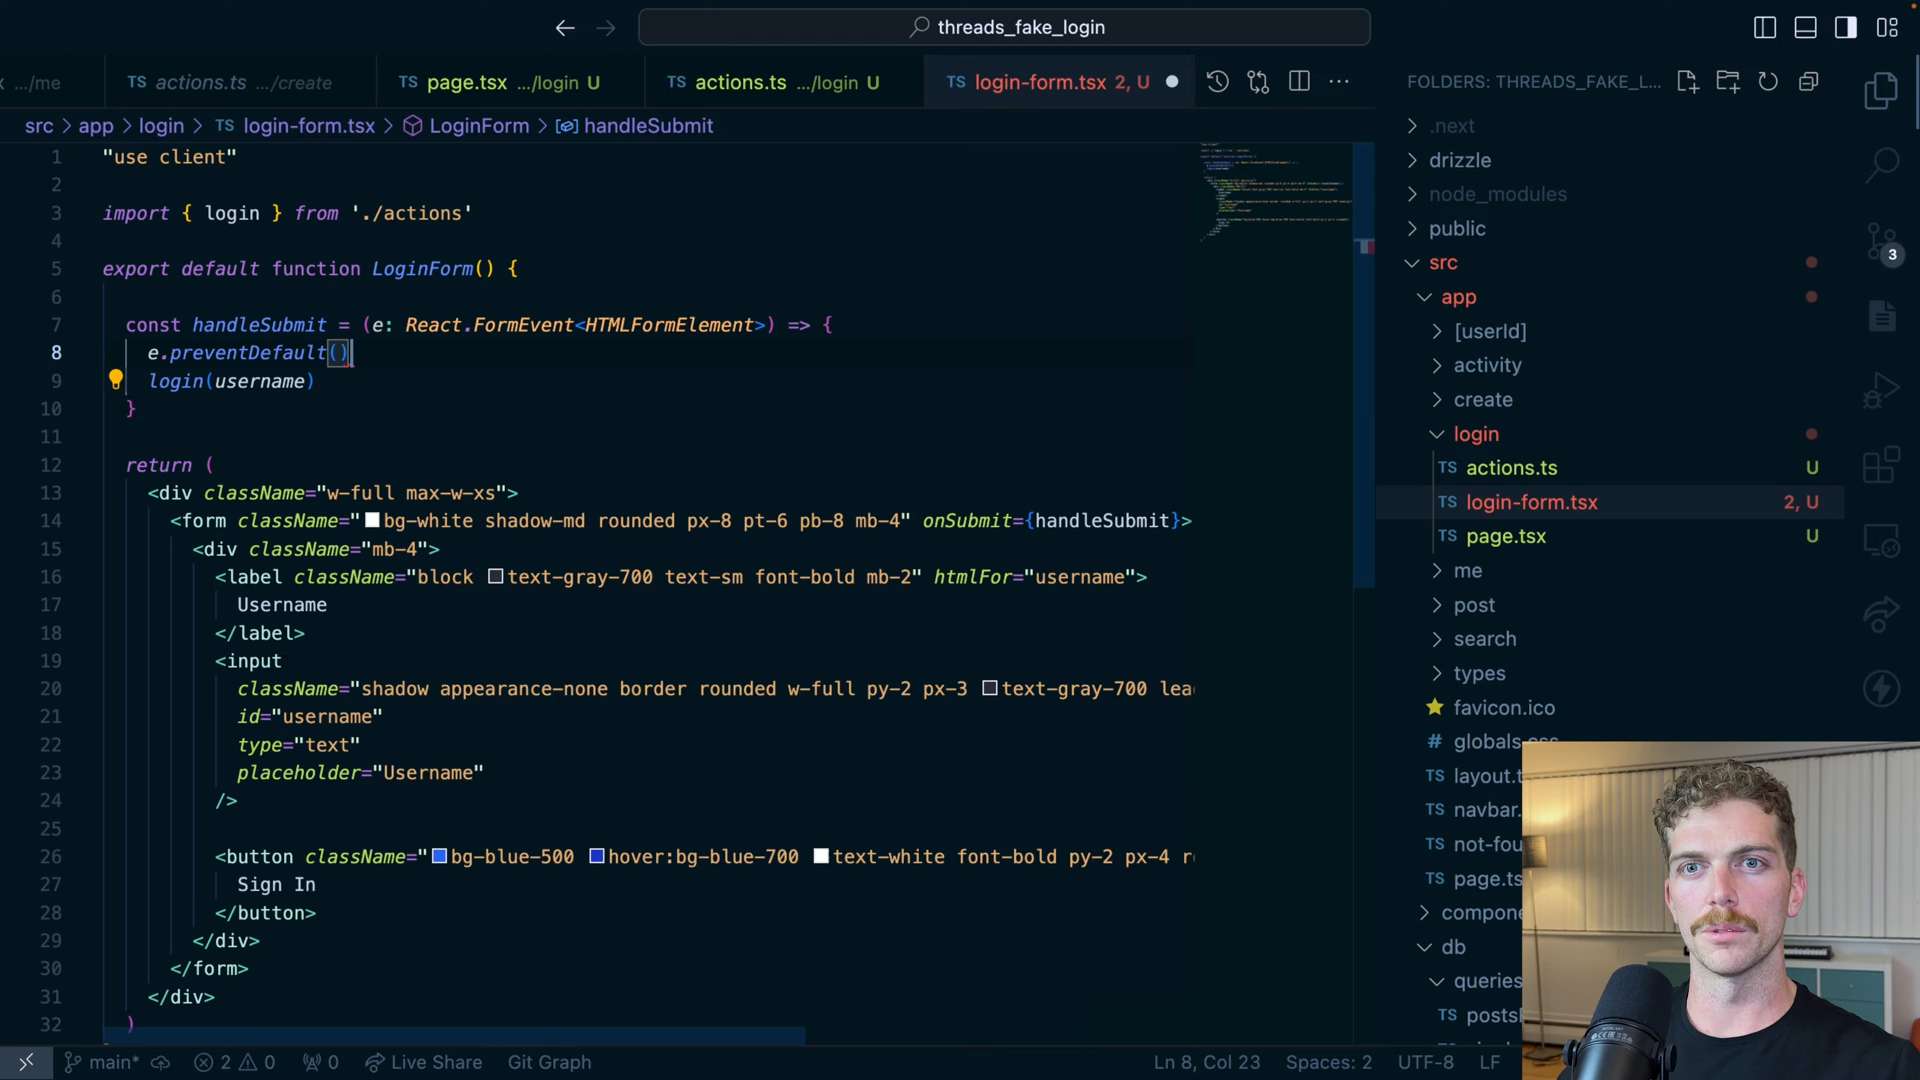 threads_fake_login
.../me
TS actions.ts .../create
TS page.tsx .../login U
TS actions.ts .../login U
TS login-form.tsx 2, U
FOLDERS: THREADS_FAKE_L...
src > app > login > TS login-form.tsx > LoginForm > handleSubmit
1 "use client"
2
3 import { login } from './actions'
4
5 export default function LoginForm() {
6
7 const handleSubmit = (e: React.FormEvent<HTMLFormElement>) => {
8 e.preventDefault()
9 login(username)
10 }
11
12 return (
13 <div className="w-full max-w-xs">
14 <form className="bg-white shadow-md rounded px-8 pt-6 pb-8 mb-4" onSubmit={handleSubmit}>
15 <div className="mb-4">
16 <label className="block text-gray-700 text-sm font-bold mb-2" htmlFor="username">
17 Username
18 </label>
19 <input
20 className="shadow appearance-none border rounded w-full py-2 px-3 text-gray-700 lea
21 id="username"
22 type="text"
23 placeholder="Username"
24 />
25
26 <button className="bg-blue-500 hover:bg-blue-700 text-white font-bold py-2 px-4 r
27 Sign In
28 </button>
29 </div>
30 </form>
31 </div>
32 )
.next
drizzle
node_modules
public
src
app
[userId]
activity
create
login
TS actions.ts U
TS login-form.tsx 2, U
TS page.tsx U
me
post
search
types
favicon.ico
# globals.css
TS layout.t
TS navbar.
TS not-fou
TS page.ts
compone
db
queries
TS posts
3
main* 2 0 0 Live Share Git Graph
Ln 8, Col 23 Spaces: 2 UTF-8 LF